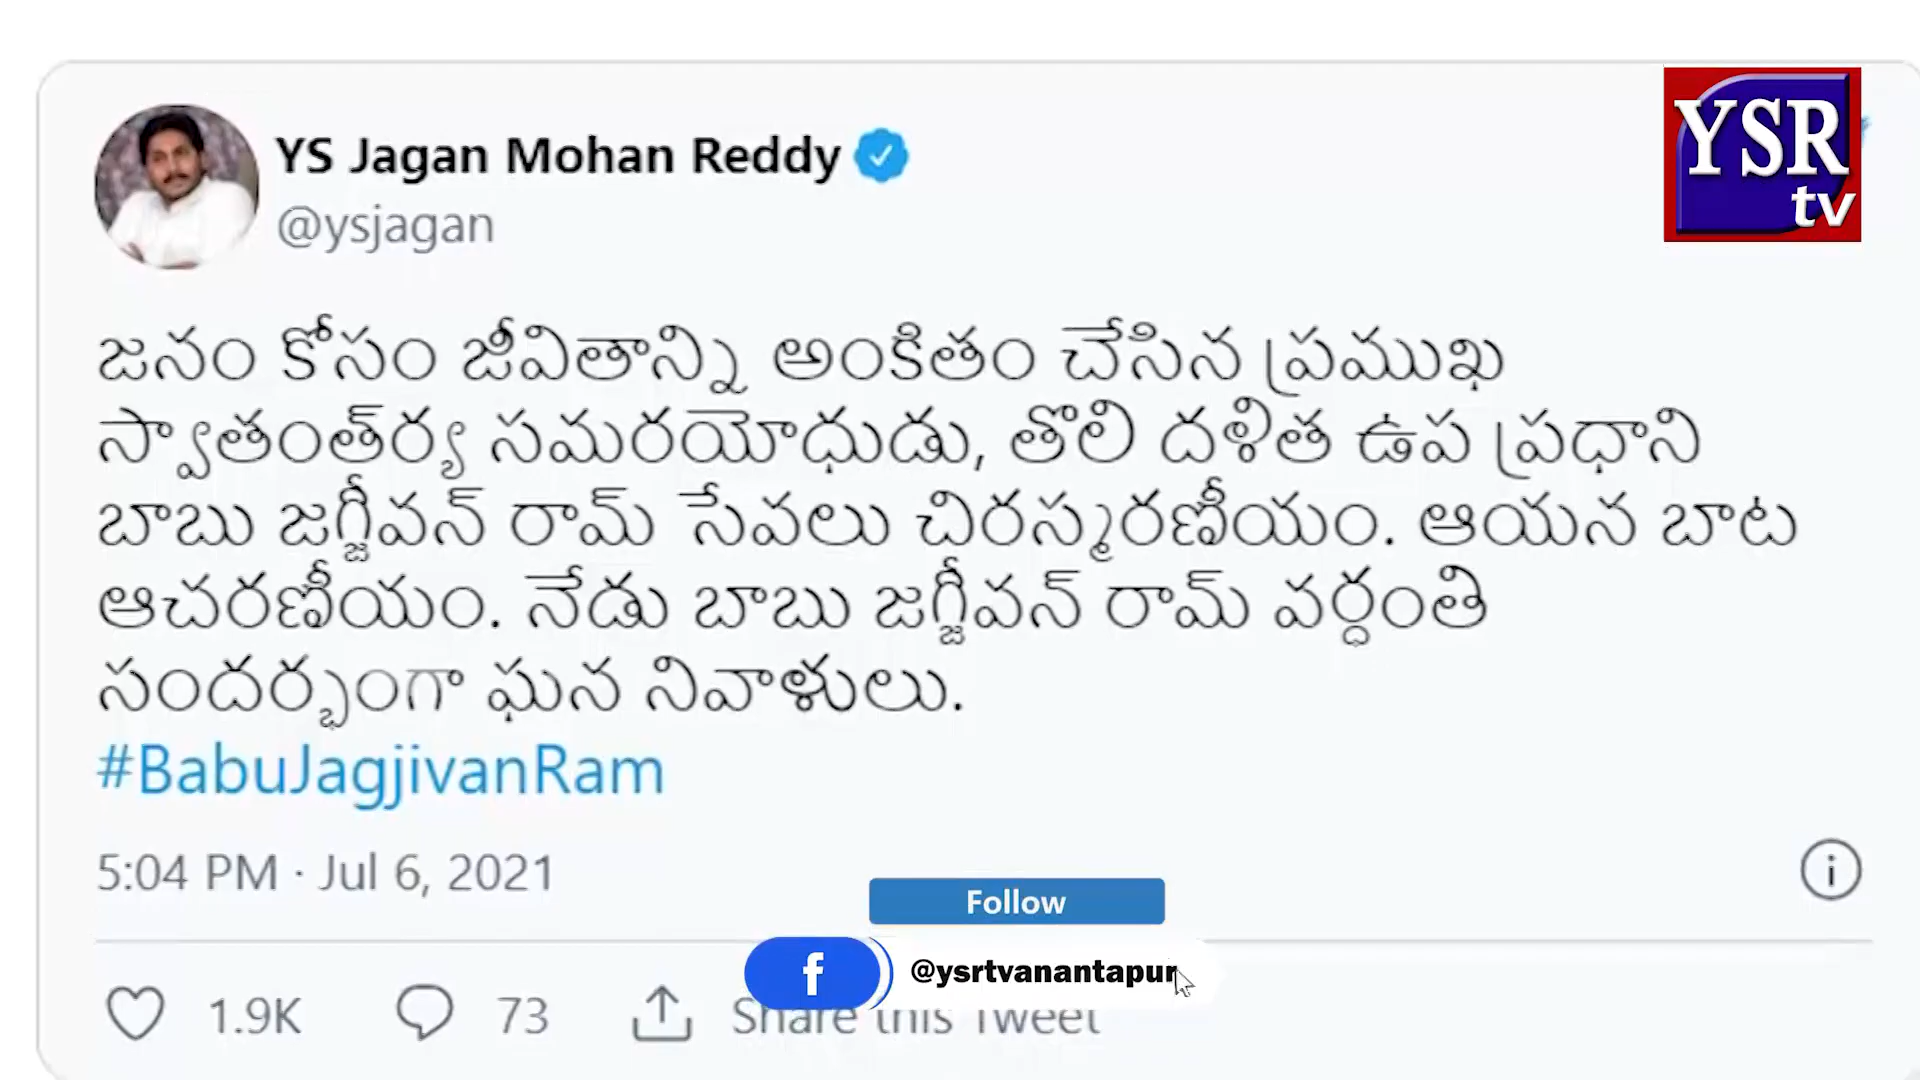 YSR
tv
YS Jagan Mohan Reddy
@ysjagan
జనం కోసం జీవితాన్ని అంకితం చేసిన ప్రముఖ
స్వాతంత్ర్య సమరయోధుడు, తొలి దళిత ఉప ప్రధాని
బాబు జగ్జీవన్ రామ్ సేవలు చిరస్మరణీయం. ఆయన బాట
ఆచరణీయం. నేడు బాబు జగ్జీవన్ రామ్ వర్ధంతి
సందర్భంగా ఘన నివాళులు.
#BabuJagjivanRam
5:04 PM · Jul 6, 2021
Follow
f @ysrtvanantapur
1.9K 73 Share this Tweet